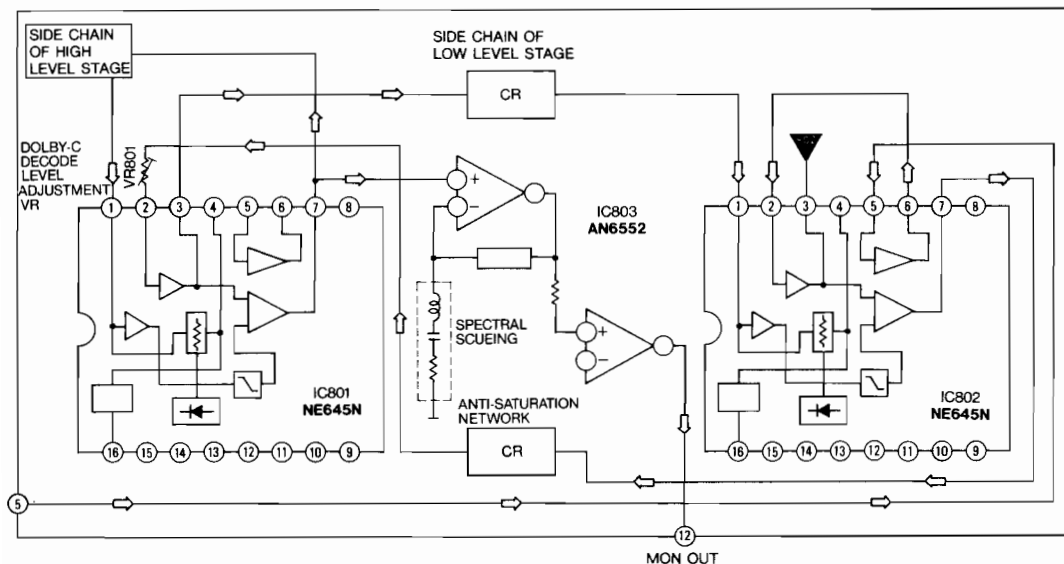 SIDE CHAIN
OF HIGH
LEVEL STAGE
SIDE CHAIN OF
LOW LEVEL STAGE
CR
DOLBY-C
DECODE
LEVEL
ADJUSTMENT
VR
VR801
1 2 3 4 5 6 7 8
+
−
IC803
AN6552
1 2 3 4 5 6 7 8
SPECTRAL
SCUEING
+
−
IC801
NE645N
ANTI-SATURATION
NETWORK
IC802
NE645N
16 15 14 13 12 11 10 9
CR
16 15 14 13 12 11 10 9
5
12
MON OUT